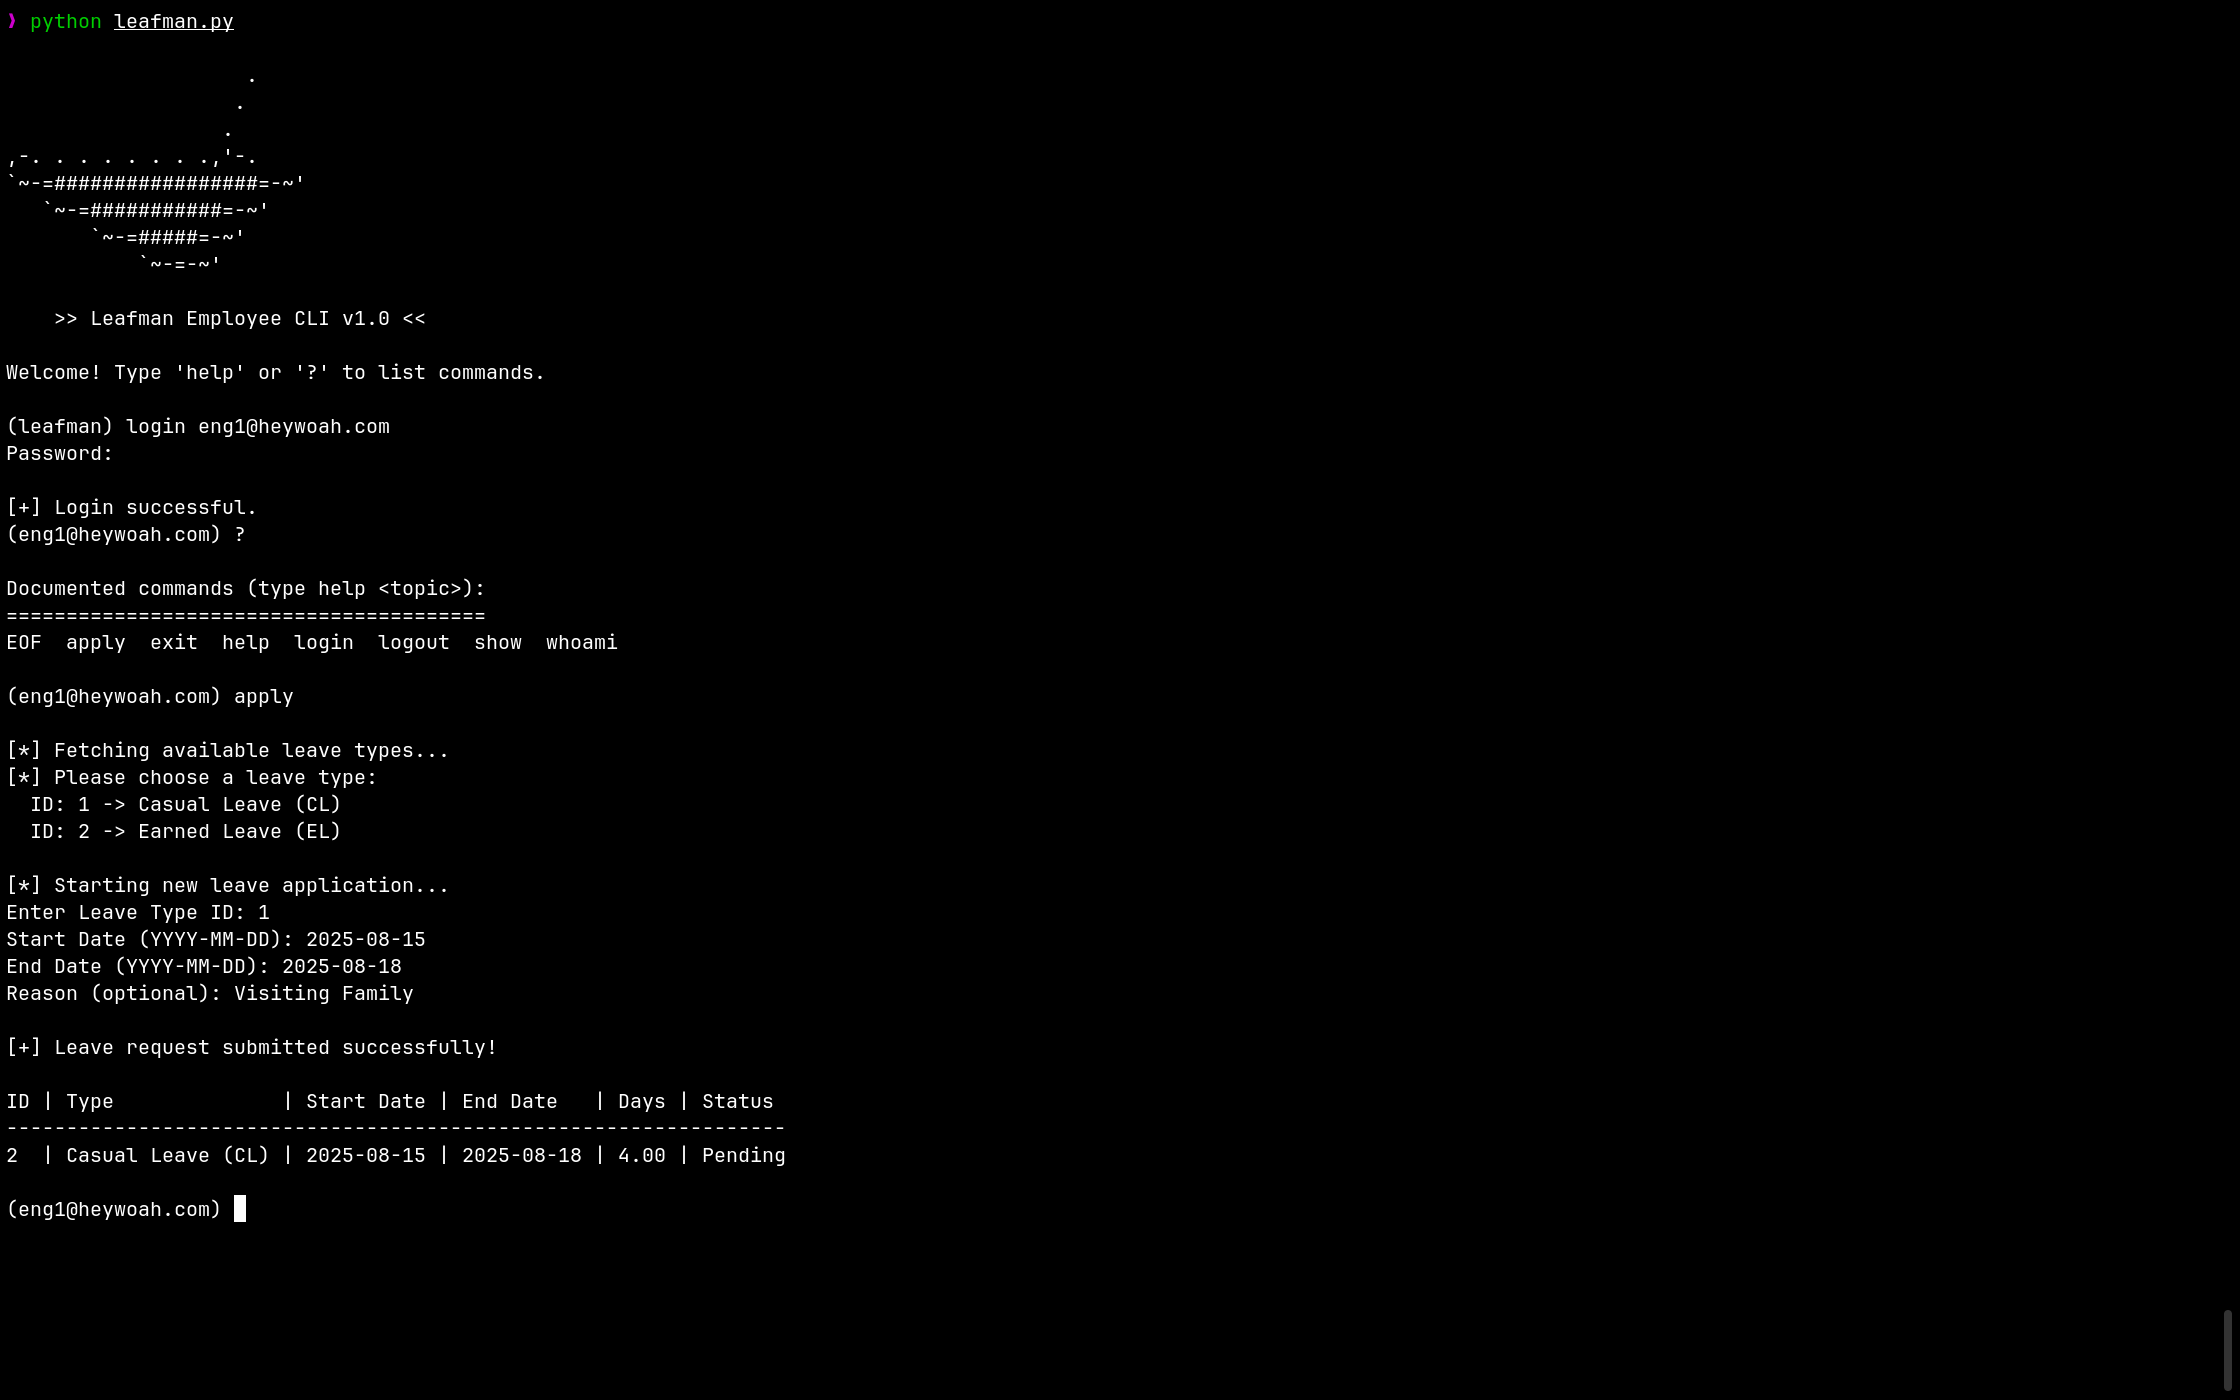 ❱ python leafman.py
                    .
                   .
                  .
,-. . . . . . . .,'-.
`~-=#################=-~'
   `~-=###########=-~'
       `~-=#####=-~'
           `~-=-~'
    >> Leafman Employee CLI v1.0 <<
Welcome! Type 'help' or '?' to list commands.
(leafman) login eng1@heywoah.com
Password:
[+] Login successful.
(eng1@heywoah.com) ?
Documented commands (type help <topic>):
========================================
EOF  apply  exit  help  login  logout  show  whoami
(eng1@heywoah.com) apply
[*] Fetching available leave types...
[*] Please choose a leave type:
  ID: 1 -> Casual Leave (CL)
  ID: 2 -> Earned Leave (EL)
[*] Starting new leave application...
Enter Leave Type ID: 1
Start Date (YYYY-MM-DD): 2025-08-15
End Date (YYYY-MM-DD): 2025-08-18
Reason (optional): Visiting Family
[+] Leave request submitted successfully!
ID | Type              | Start Date | End Date   | Days | Status
-----------------------------------------------------------------
2  | Casual Leave (CL) | 2025-08-15 | 2025-08-18 | 4.00 | Pending
(eng1@heywoah.com)